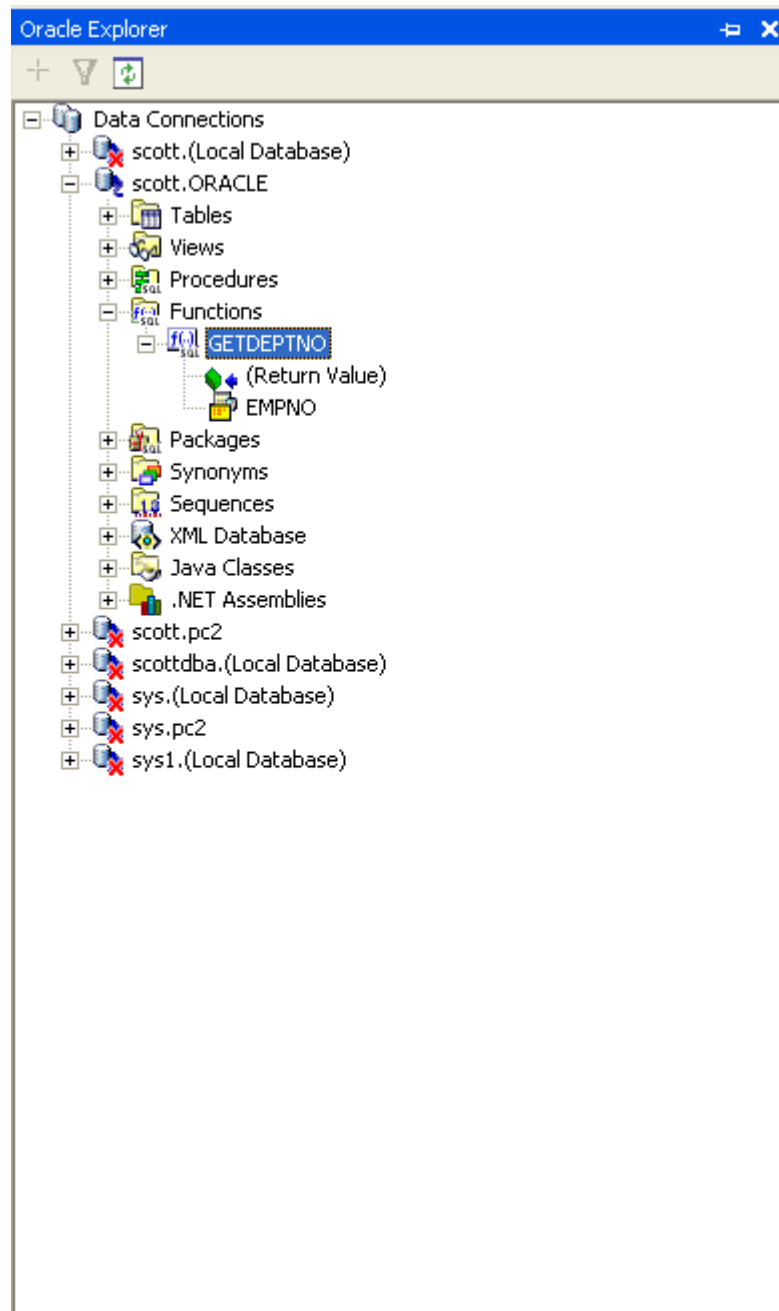 Oracle Explorer
Data Connections
scott.(Local Database)
scott.ORACLE
Tables
Views
Procedures
Functions
GETDEPTNO
(Return Value)
EMPNO
Packages
Synonyms
Sequences
XML Database
Java Classes
.NET Assemblies
scott.pc2
scottdba.(Local Database)
sys.(Local Database)
sys.pc2
sys1.(Local Database)